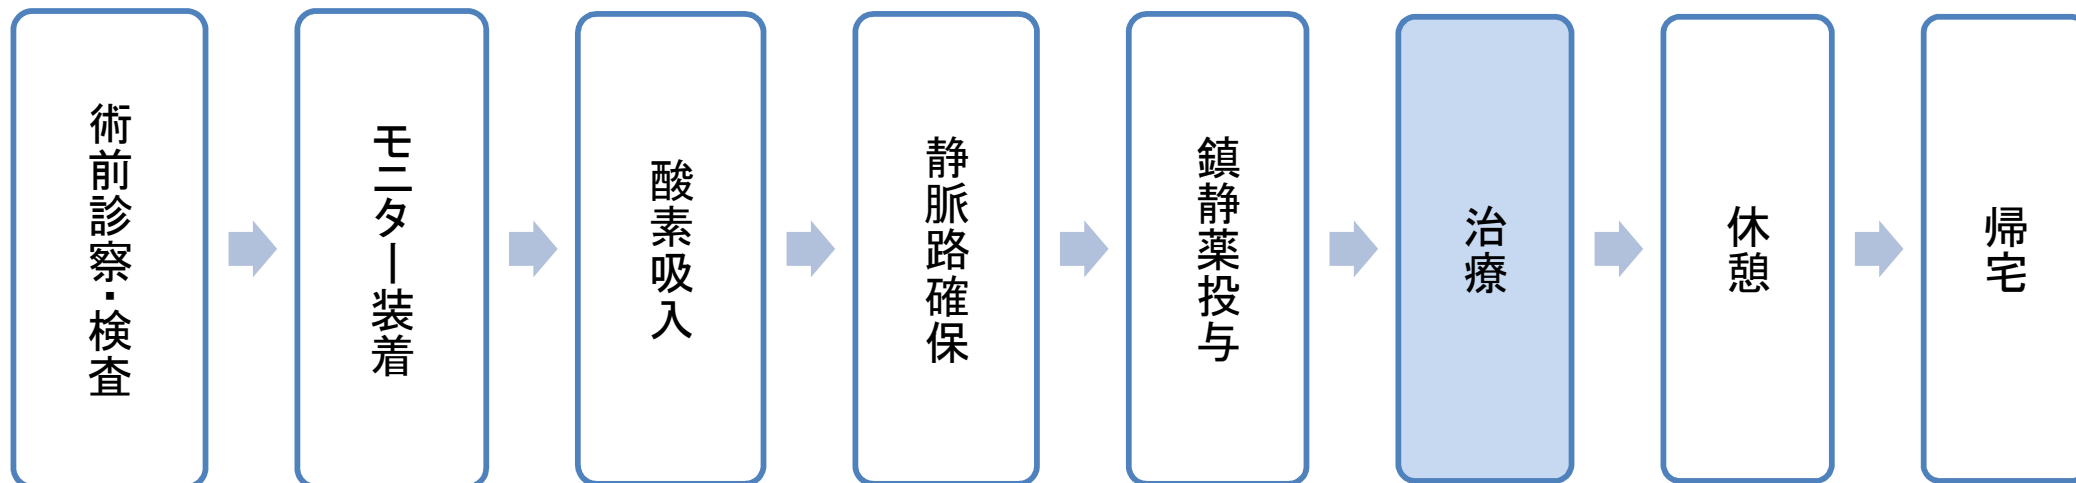 術前診察・検査
モニター装着
酸素吸入
静脈路確保
鎮静薬投与
治療
休憩
帰宅